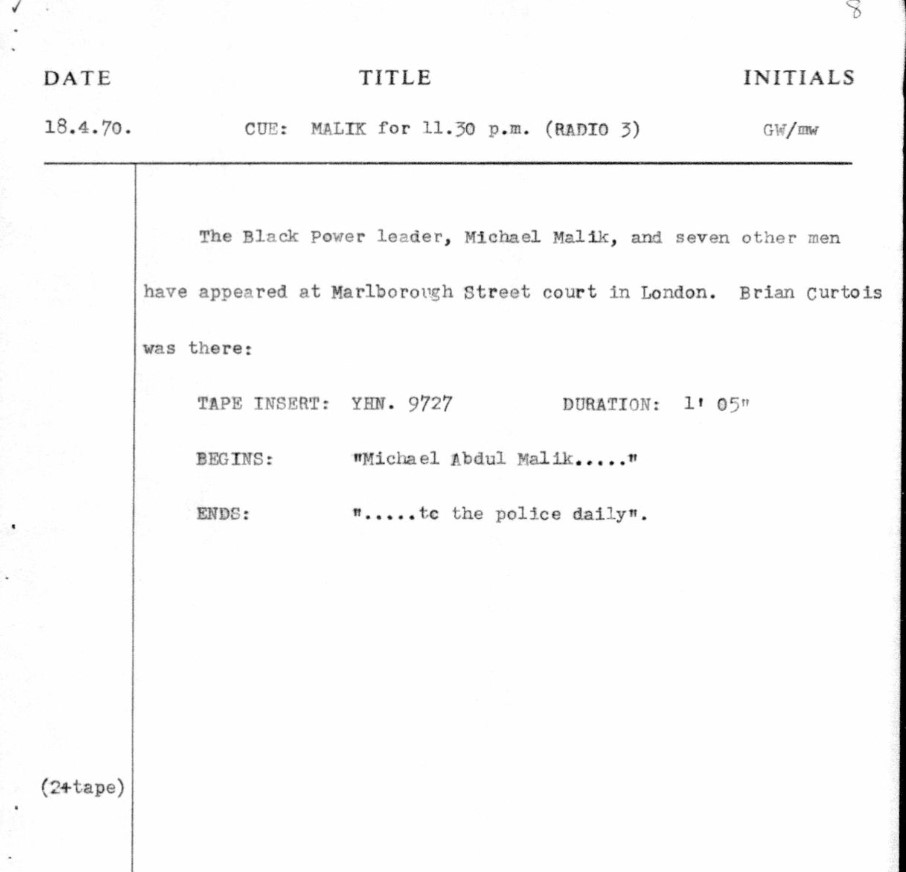 8
DATE TITLE INITIALS
18.4.70. CUE: MALIK for 11.30 p.m. (RADIO 3) GW/mw
The Black Power leader, Michael Malik, and seven other men
have appeared at Marlborough Street court in London. Brian Curtois
was there:
TAPE INSERT: YHN. 9727 DURATION: 1' 05"
BEGINS: "Michael Abdul Malik....."
ENDS: ".....to the police daily".
(2+tape)